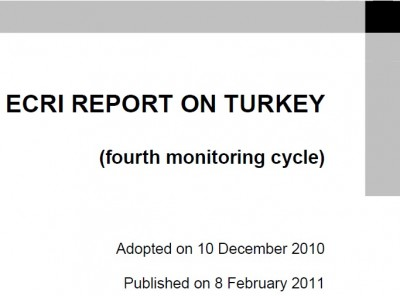 ECRI REPORT ON TURKEY
(fourth monitoring cycle)
Adopted on 10 December 2010
Published on 8 February 2011